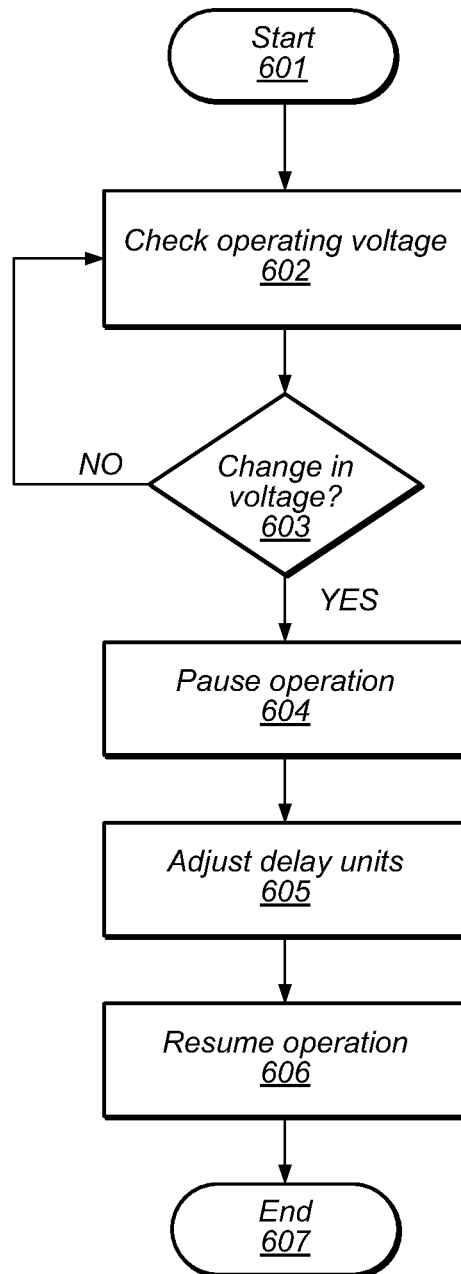 Start
601
Check operating voltage
602
NO
Change in
voltage?
603
YES
Pause operation
604
Adjust delay units
605
Resume operation
606
End
607